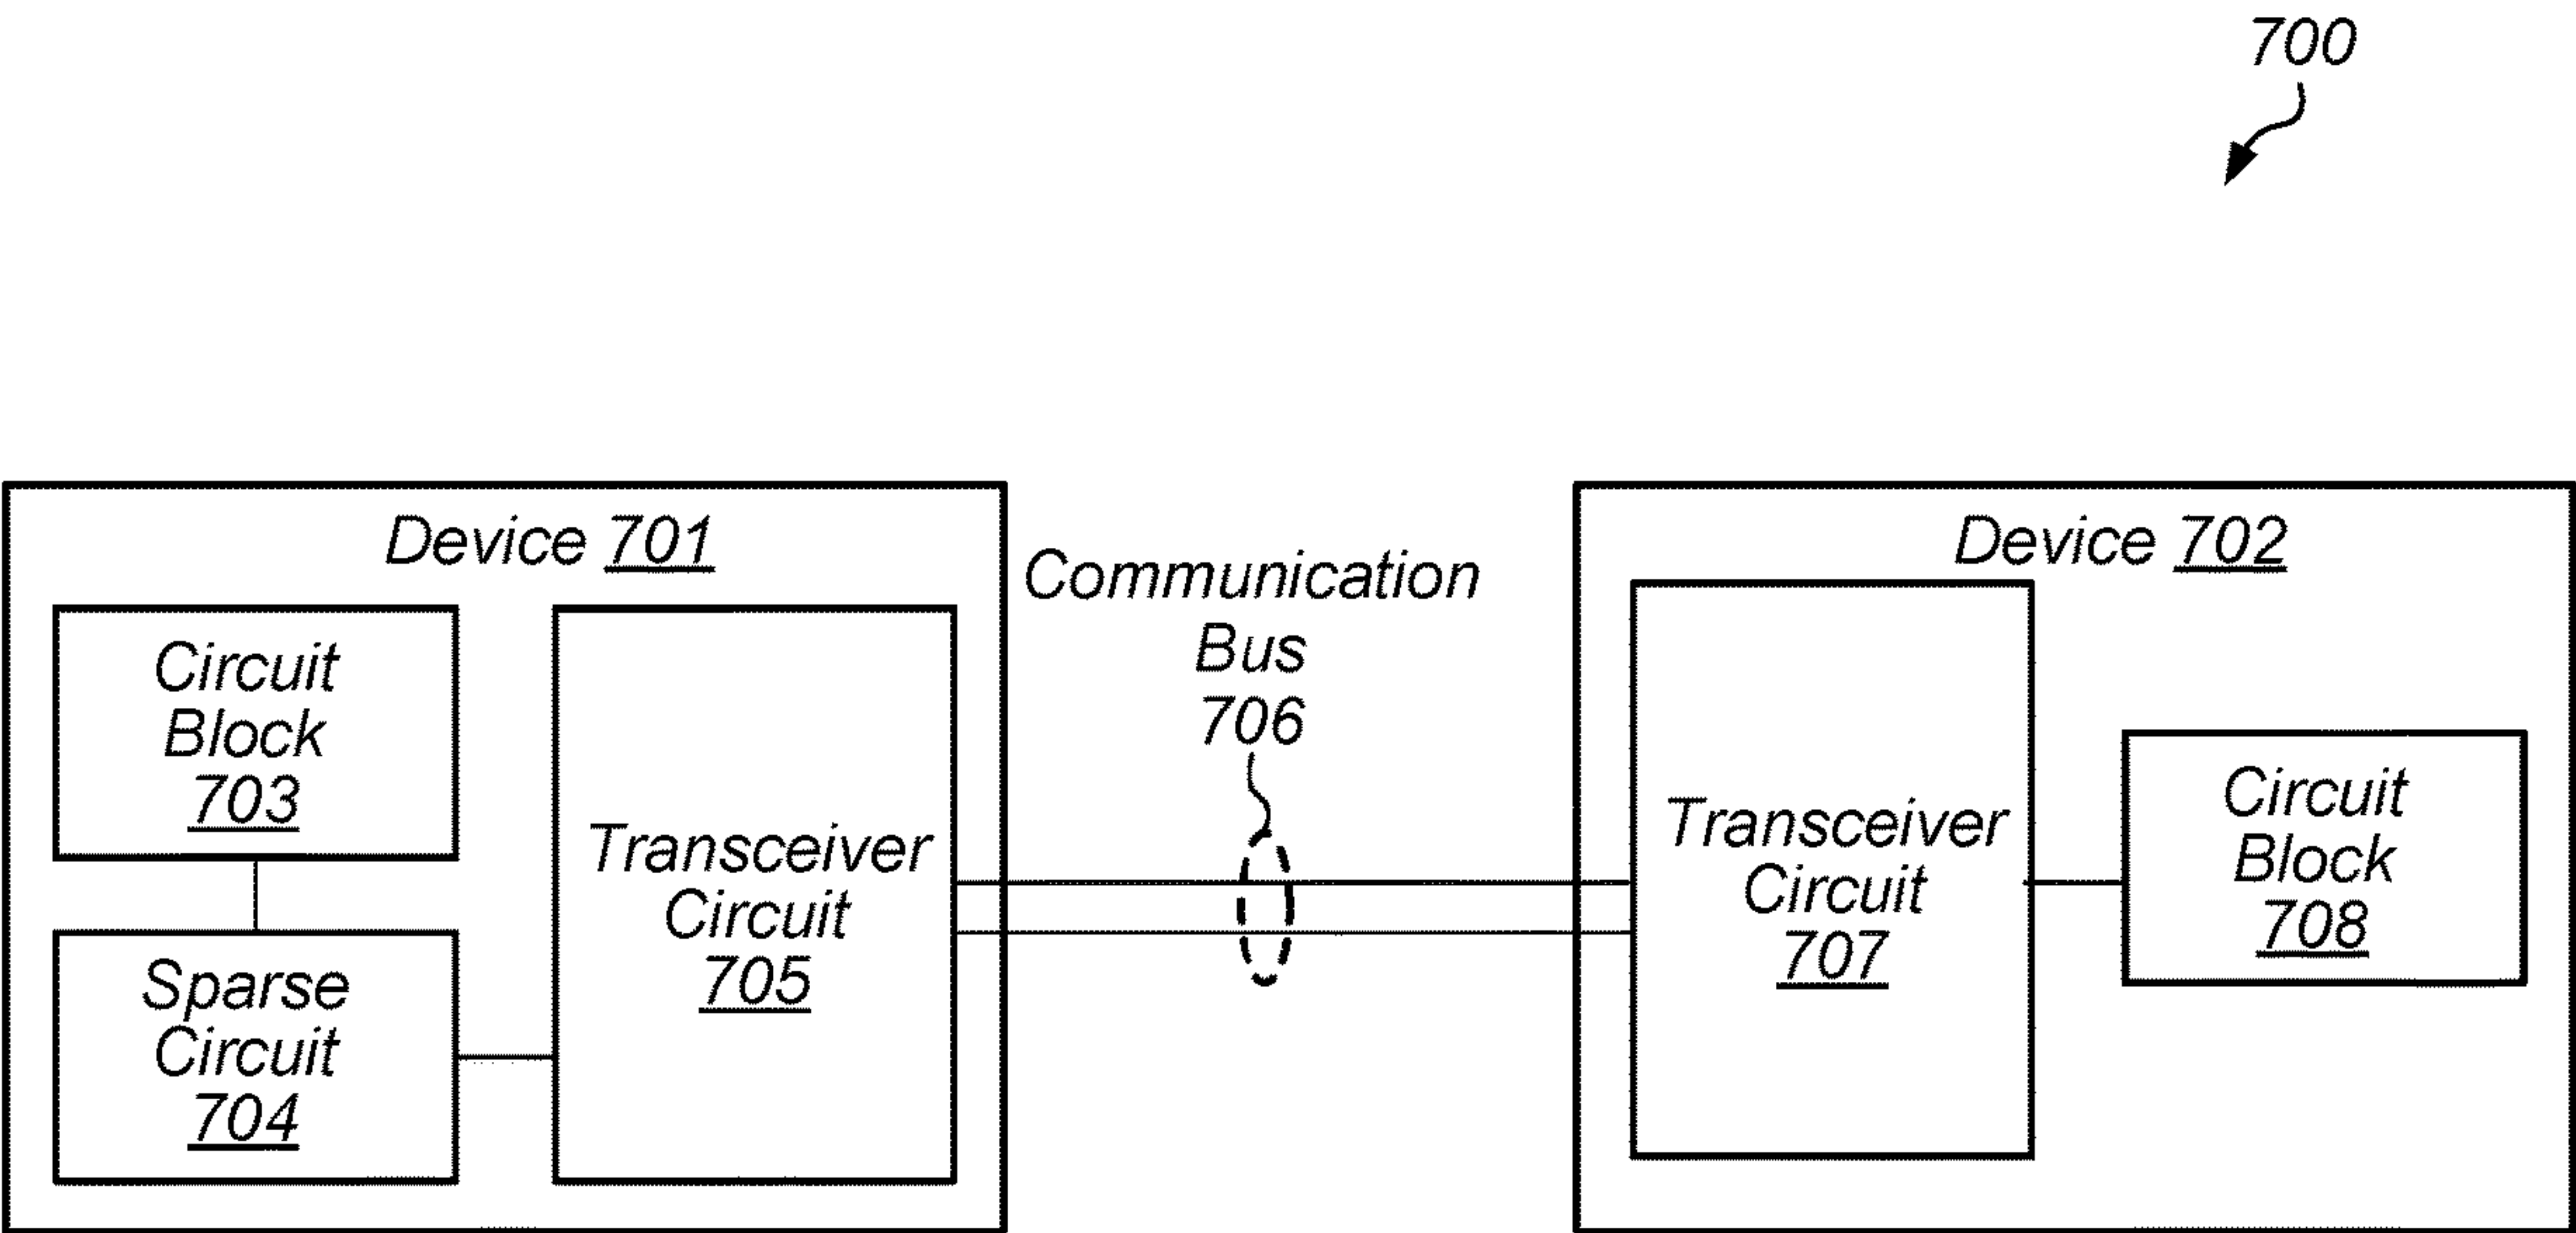 700
Device 701
Circuit
Block
703
Sparse
Circuit
704
Transceiver
Circuit
705
Communication
Bus
706
Device 702
Transceiver
Circuit
707
Circuit
Block
708